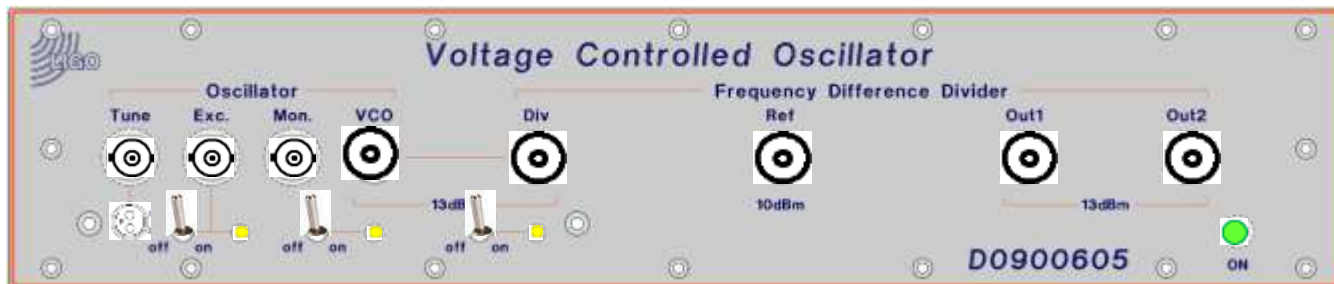 LIGO
Voltage Controlled Oscillator
Oscillator
Frequency Difference Divider
Tune Exc. Mon. VCO Div Ref Out1 Out2
10dBm 13dBm
off on off on off on
D0900605
ON